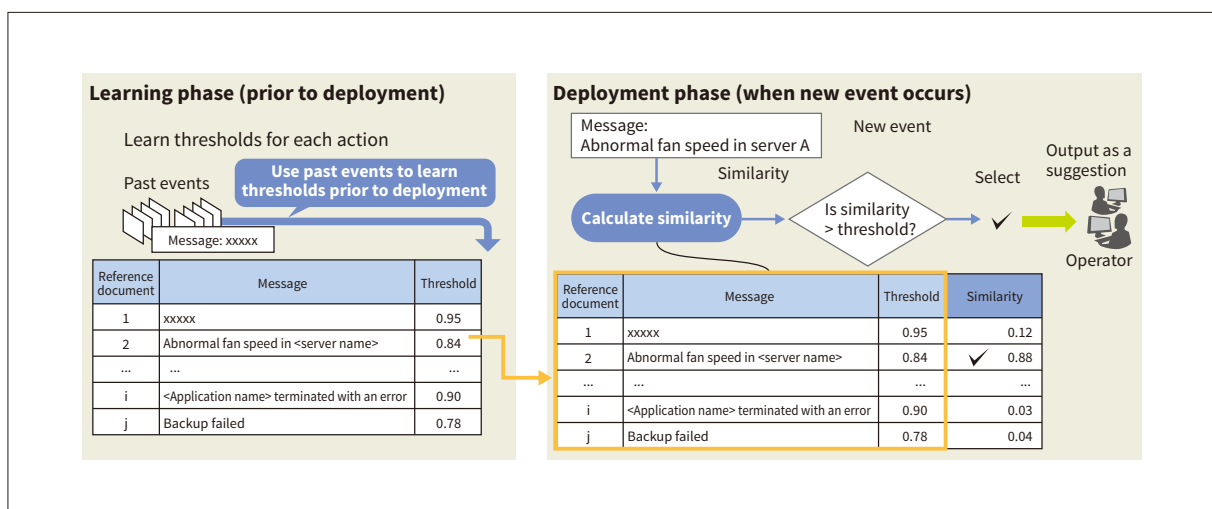 Learning phase (prior to deployment)
Learn thresholds for each action
Use past events to learn
thresholds prior to deployment
Past events
Message: xxxxx
Reference document Message Threshold
1 xxxxx 0.95
2 Abnormal fan speed in <server name> 0.84
... ... ...
i <Application name> terminated with an error 0.90
j Backup failed 0.78
Deployment phase (when new event occurs)
Message:
Abnormal fan speed in server A
New event
Similarity
Calculate similarity
Is similarity
> threshold?
Select
Output as a
suggestion
Operator
Reference document Message Threshold Similarity
1 xxxxx 0.95 0.12
2 Abnormal fan speed in <server name> 0.84 ✓ 0.88
... ... ... ...
i <Application name> terminated with an error 0.90 0.03
j Backup failed 0.78 0.04